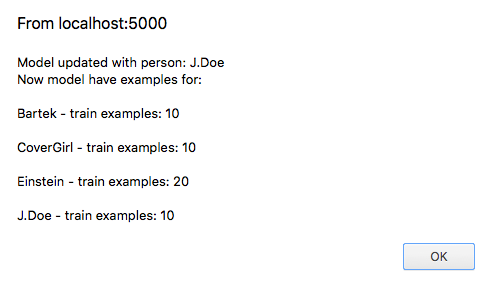 From localhost:5000
Model updated with person: J.Doe
Now model have examples for:
Bartek - train examples: 10
CoverGirl - train examples: 10
Einstein - train examples: 20
J.Doe - train examples: 10
OK